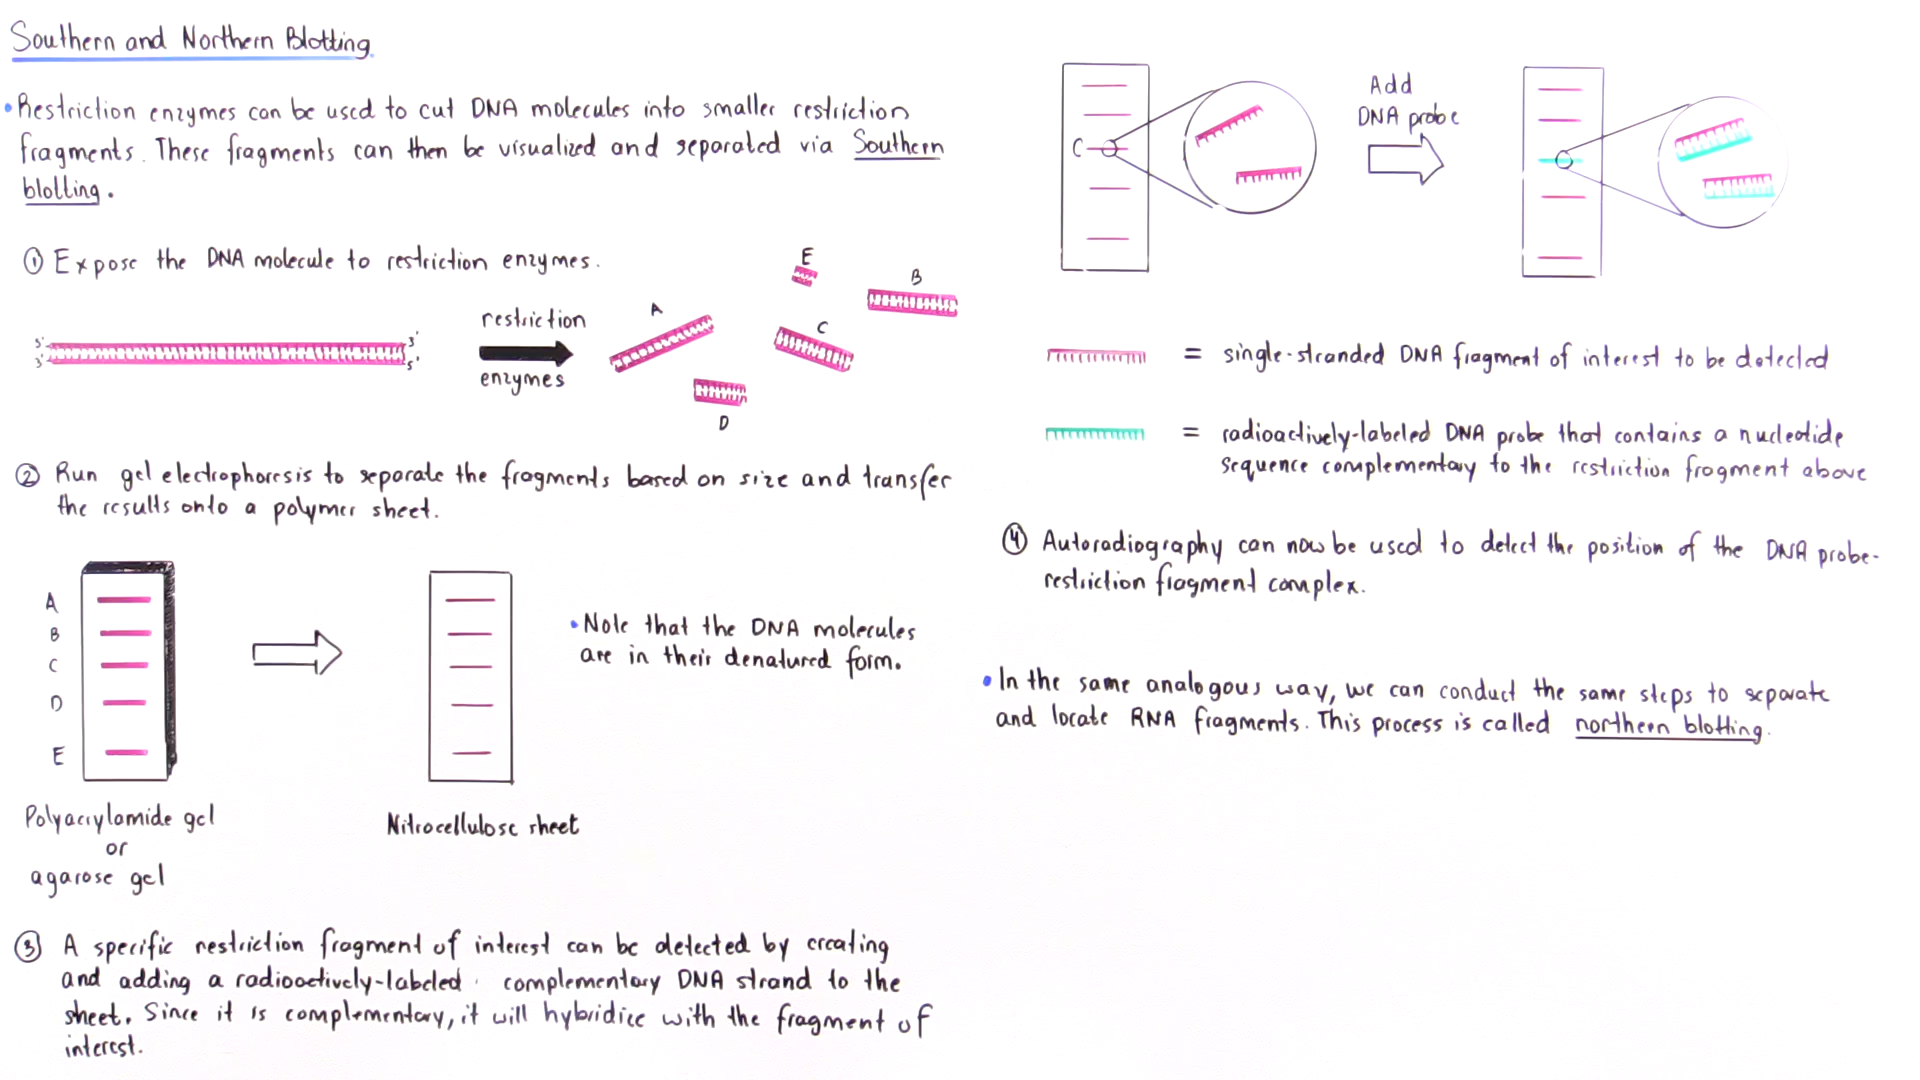 Southern and Northern Blotting
• Restriction enzymes can be used to cut DNA molecules into smaller restriction
fragments. These fragments can then be visualized and separated via Southern
blotting.
① Expose the DNA molecule to restriction enzymes.
5'
3'
3'
5'
restriction
enzymes
A
E
B
C
D
② Run gel electrophoresis to separate the fragments based on size and transfer
the results onto a polymer sheet.
A
B
C
D
E
Polyacrylamide gel
or
agarose gel
Nitrocellulose sheet
• Note that the DNA molecules
are in their denatured form.
③ A specific restriction fragment of interest can be detected by creating
and adding a radioactively-labeled complementary DNA strand to the
sheet. Since it is complementary, it will hybridize with the fragment of
interest.
C
Add
DNA probe
= single-stranded DNA fragment of interest to be detected
= radioactively-labeled DNA probe that contains a nucleotide
sequence complementary to the restriction fragment above
④ Autoradiography can now be used to detect the position of the DNA probe-
restriction fragment complex.
• In the same analogous way, we can conduct the same steps to separate
and locate RNA fragments. This process is called northern blotting.